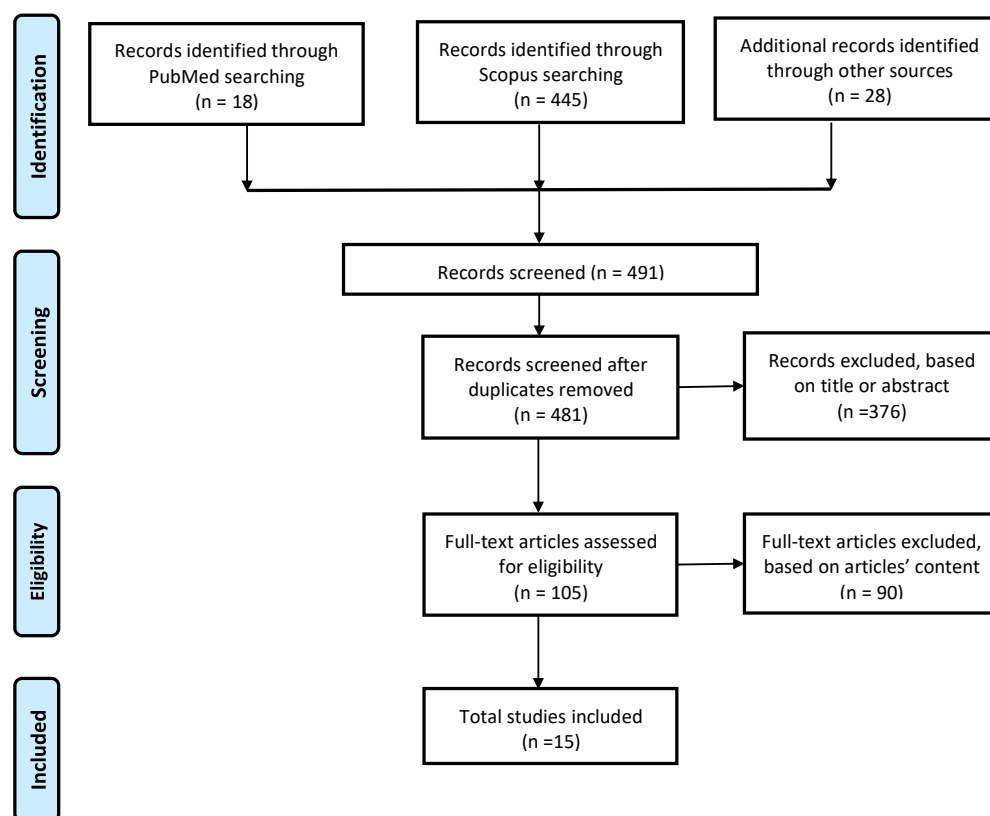 Identification
Records identified through
PubMed searching
(n = 18)
Records identified through
Scopus searching
(n = 445)
Additional records identified
through other sources
(n = 28)
Screening
Records screened (n = 491)
Records screened after
duplicates removed
(n = 481)
Records excluded, based
on title or abstract
(n =376)
Eligibility
Full-text articles assessed
for eligibility
(n = 105)
Full-text articles excluded,
based on articles’ content
(n = 90)
Included
Total studies included
(n =15)